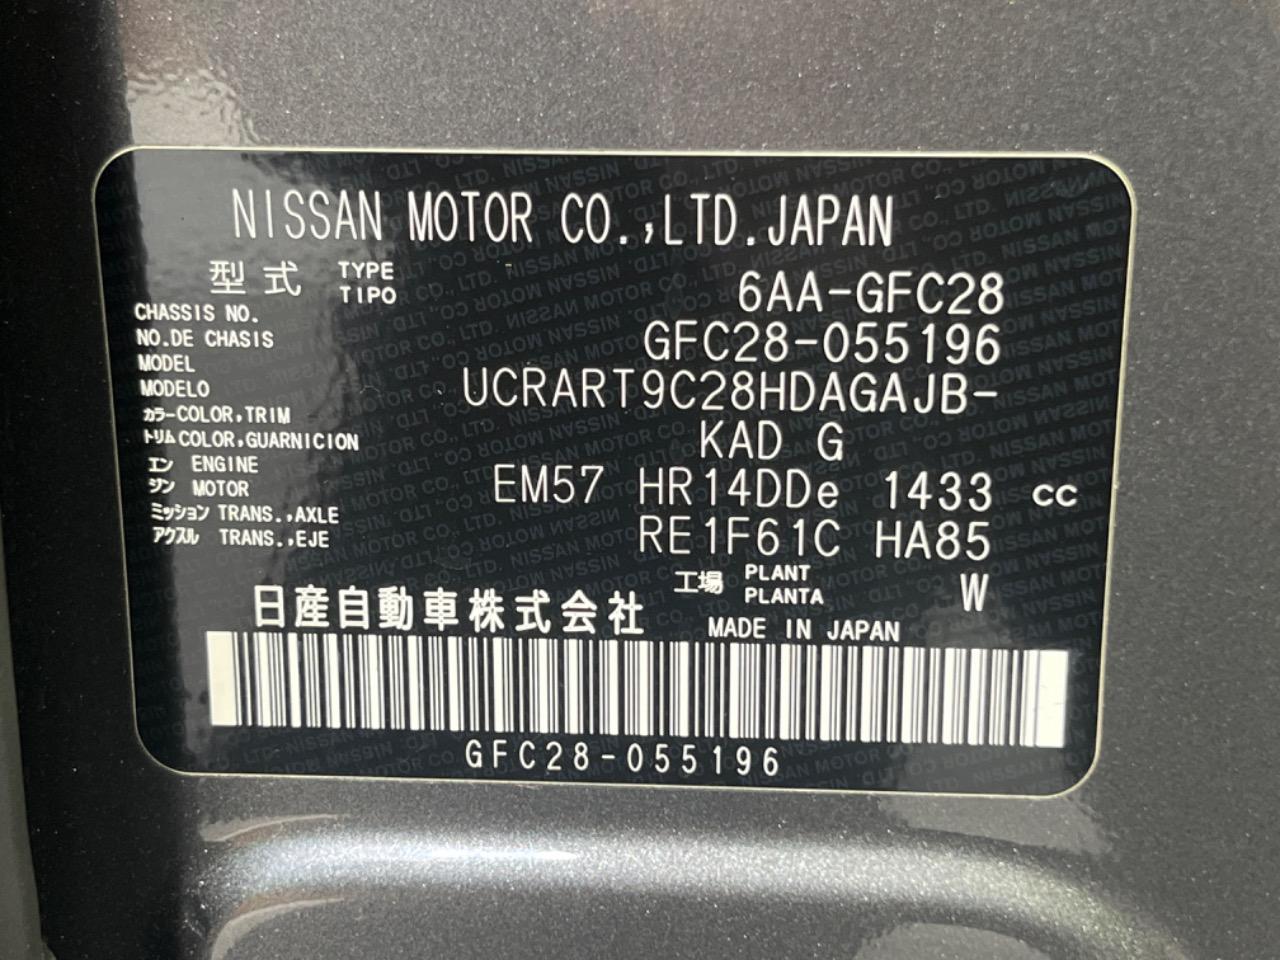 NISSAN MOTOR CO.,LTD.JAPAN
型式 TYPE TIPO 6AA-GFC28
CHASSIS NO.
NO.DE CHASIS GFC28-055196
MODEL
MODELO UCRART9C28HDAGAJB-
カラー COLOR,TRIM
トリム COLOR,GUARNICION KAD G
エン ENGINE
ジン MOTOR EM57 HR14DDe 1433 cc
ミッション TRANS.,AXLE
アクスル TRANS.,EJE RE1F61C HA85
工場 PLANT PLANTA W
日産自動車株式会社 MADE IN JAPAN
GFC28-055196